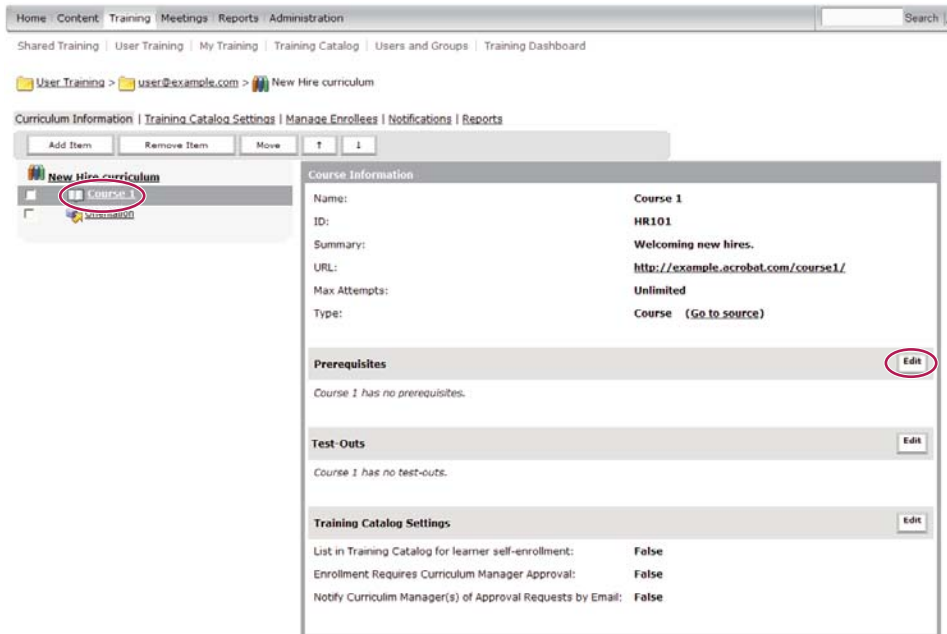 Home Content Training Meetings Reports Administration Search
Shared Training | User Training | My Training | Training Catalog | Users and Groups | Training Dashboard
User Training > user@example.com > New Hire curriculum
Curriculum Information | Training Catalog Settings | Manage Enrollees | Notifications | Reports
Add Item Remove Item Move ↑ ↓
New Hire curriculum
Course 1
Orientation
Course Information
Name: Course 1
ID: HR101
Summary: Welcoming new hires.
URL: http://example.acrobat.com/course1/
Max Attempts: Unlimited
Type: Course (Go to source)
Prerequisites Edit
Course 1 has no prerequisites.
Test-Outs Edit
Course 1 has no test-outs.
Training Catalog Settings Edit
List in Training Catalog for learner self-enrollment: False
Enrollment Requires Curriculum Manager Approval: False
Notify Curriculim Manager(s) of Approval Requests by Email: False